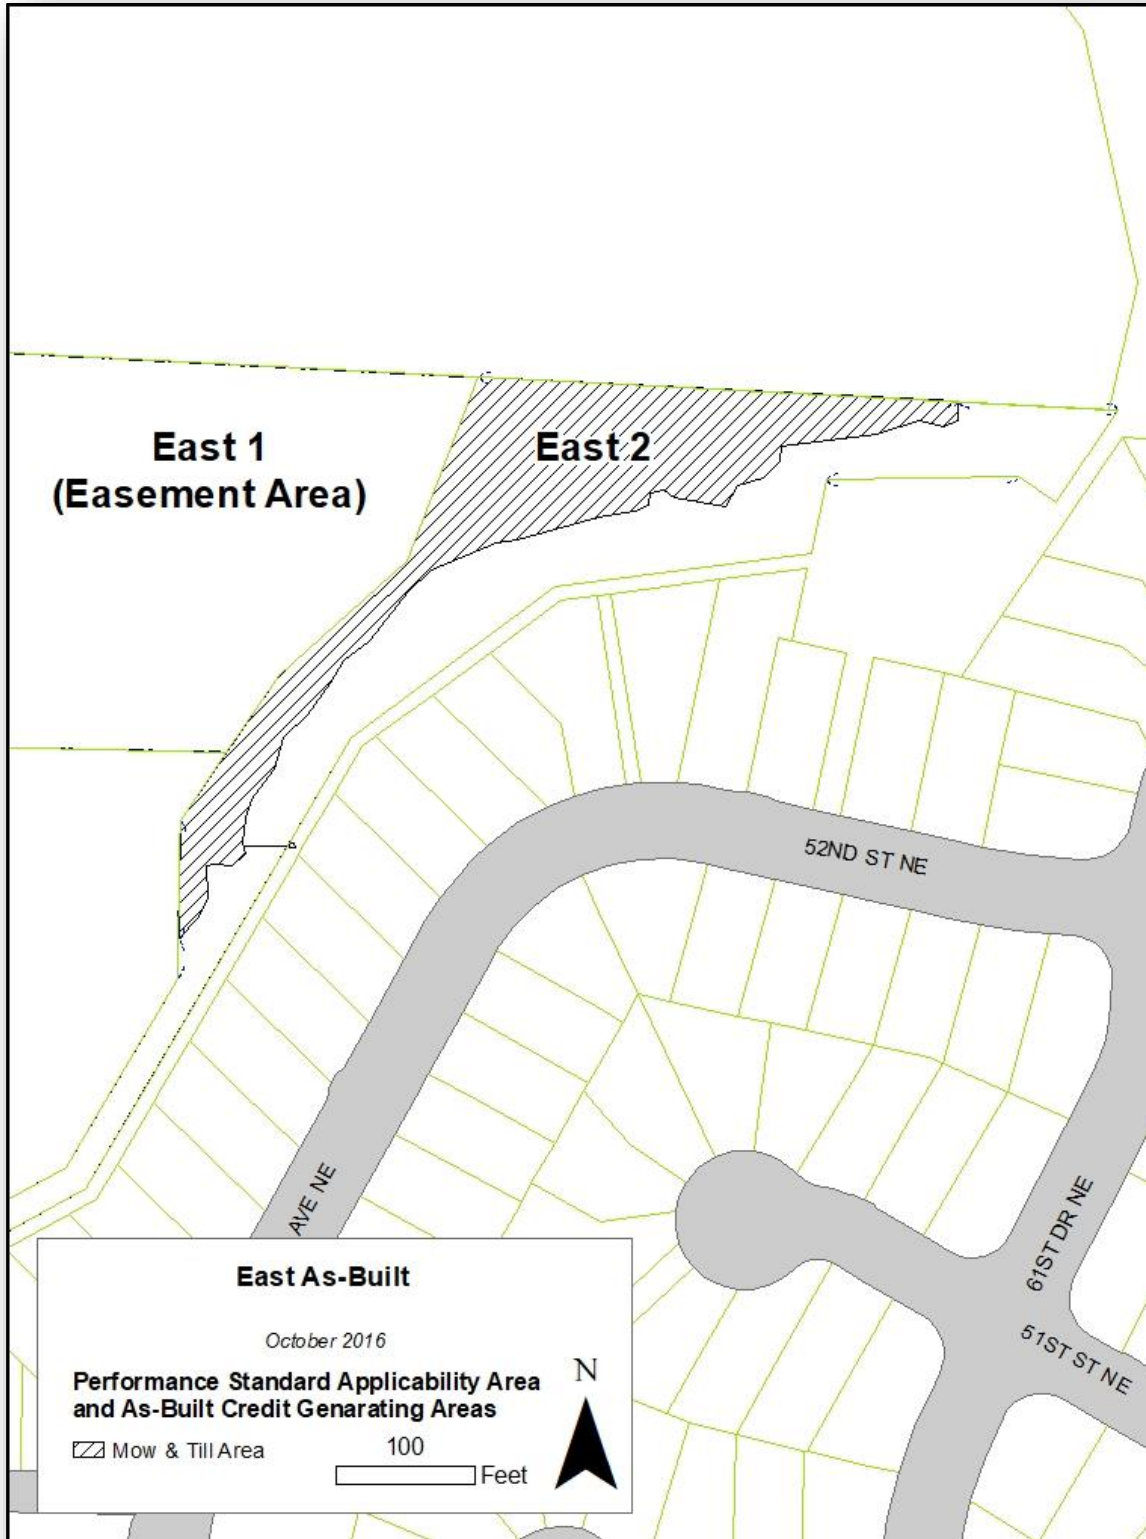 East 1
(Easement Area)
East 2
52ND ST NE
AVE NE
61ST DR NE
51ST ST NE
East As-Built
October 2016
N
Performance Standard Applicability Area
and As-Built Credit Genarating Areas
Mow & Till Area
100
Feet